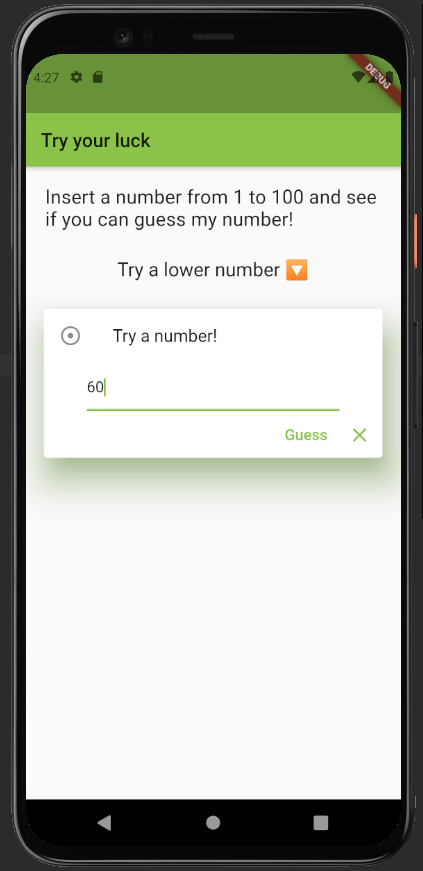 4:27
DEBUG
Try your luck
Insert a number from 1 to 100 and see
if you can guess my number!
Try a lower number 🔽
Try a number!
60
Guess